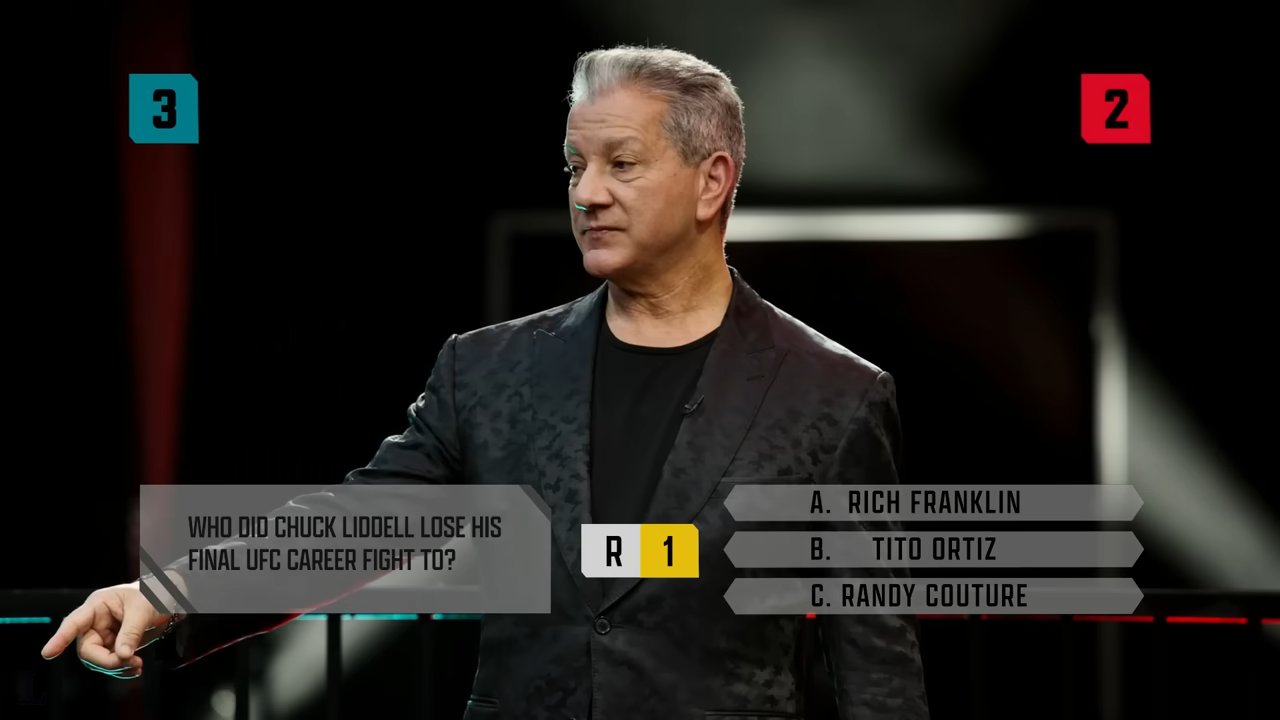 3
2
WHO DID CHUCK LIDDELL LOSE HIS
FINAL UFC CAREER FIGHT TO?
R 1
A. RICH FRANKLIN
B. TITO ORTIZ
C. RANDY COUTURE